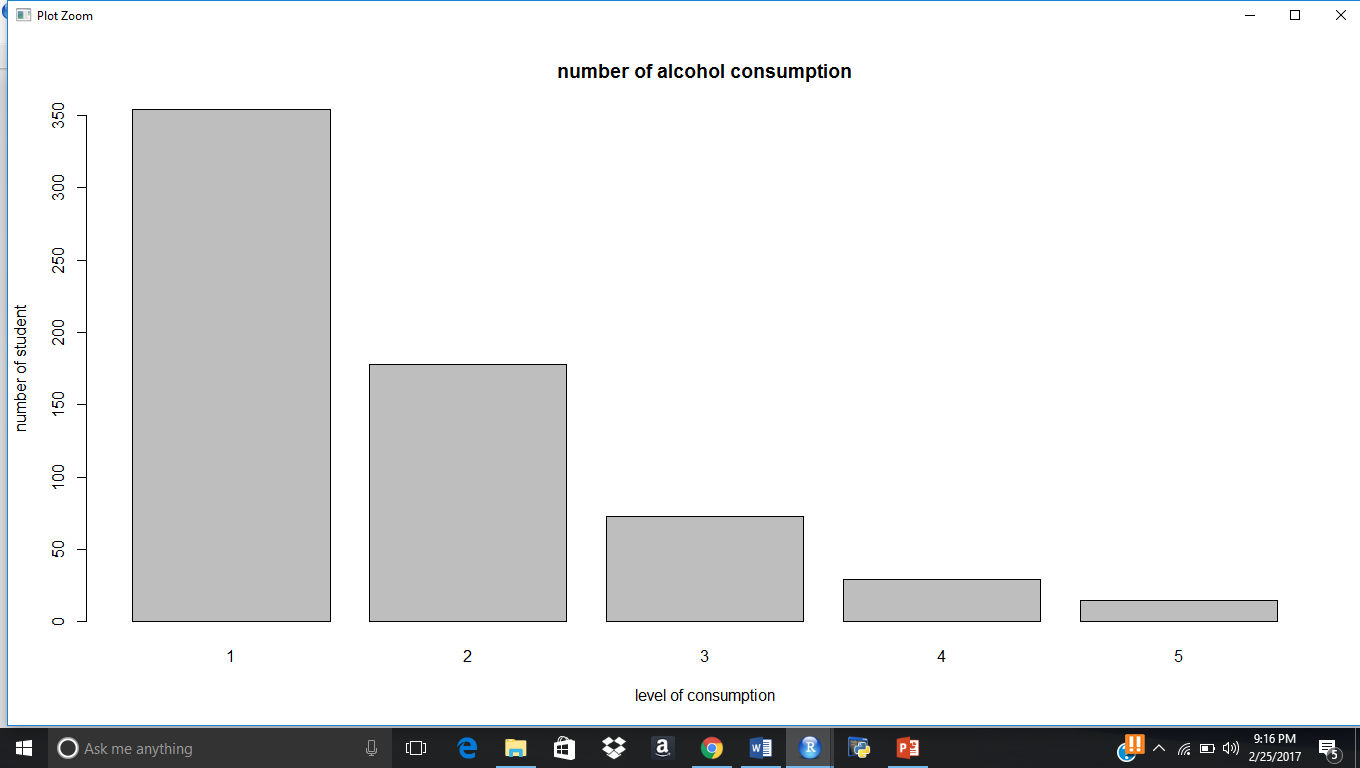 Plot Zoom
number of alcohol consumption
350
300
250
200
150
100
50
0
number of student
1 2 3 4 5
level of consumption
Ask me anything
9:16 PM
2/25/2017
5